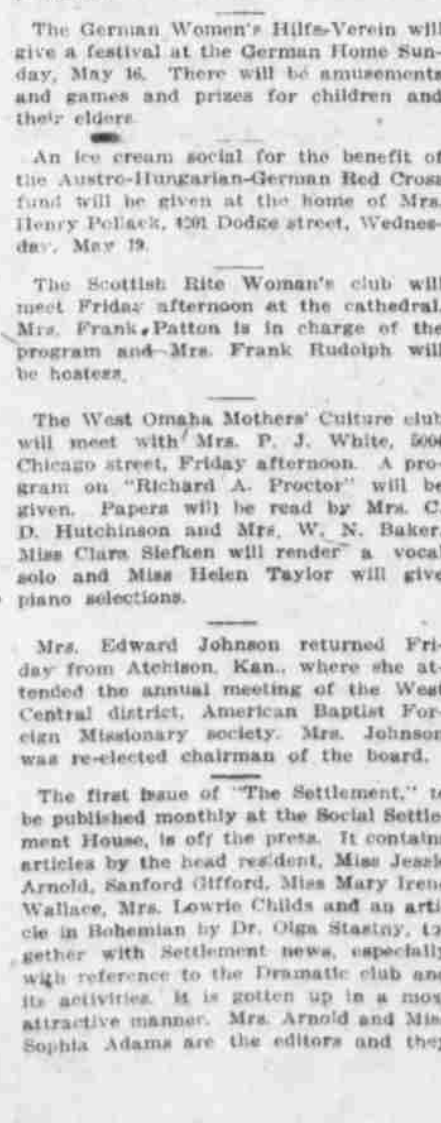 The German Women's Hilfs-Verein will
give a festival at the German Home Sun-
day, May 16. There will be amusements
and games and prizes for children and
their elders
An ice cream social for the benefit of
the Austro-Hungarian-German Red Cross
fund will be given at the home of Mrs.
Henry Pollack, 4201 Dodge street, Wednes-
day, May 19.
The Scottish Rite Woman's club will
meet Friday afternoon at the cathedral.
Mrs. Frank Patton is in charge of the
program and Mrs. Frank Rudolph will
be hostess.
The West Omaha Mothers' Culture club
will meet with Mrs. P. J. White, 5006
Chicago street, Friday afternoon. A pro-
gram on "Richard A. Proctor" will be
given. Papers will be read by Mrs. C.
D. Hutchinson and Mrs. W. N. Baker.
Miss Clara Siefken will render a vocal
solo and Miss Helen Taylor will give
piano selections.
Mrs. Edward Johnson returned Fri-
day from Atchison, Kan., where she at-
tended the annual meeting of the West
Central district, American Baptist For-
eign Missionary society. Mrs. Johnson
was re-elected chairman of the board.
The first issue of "The Settlement," to
be published monthly at the Social Settle-
ment House, is off the press. It contains
articles by the head resident, Miss Jessie
Arnold, Sanford Gifford, Miss Mary Irene
Wallace, Mrs. Lowrie Childs and an arti
cle in Bohemian by Dr. Olga Stastny, to
gether with Settlement news, especially
with reference to the Dramatic club and
its activities. It is gotten up in a most
attractive manner. Mrs. Arnold and Miss
Sophia Adams are the editors and they